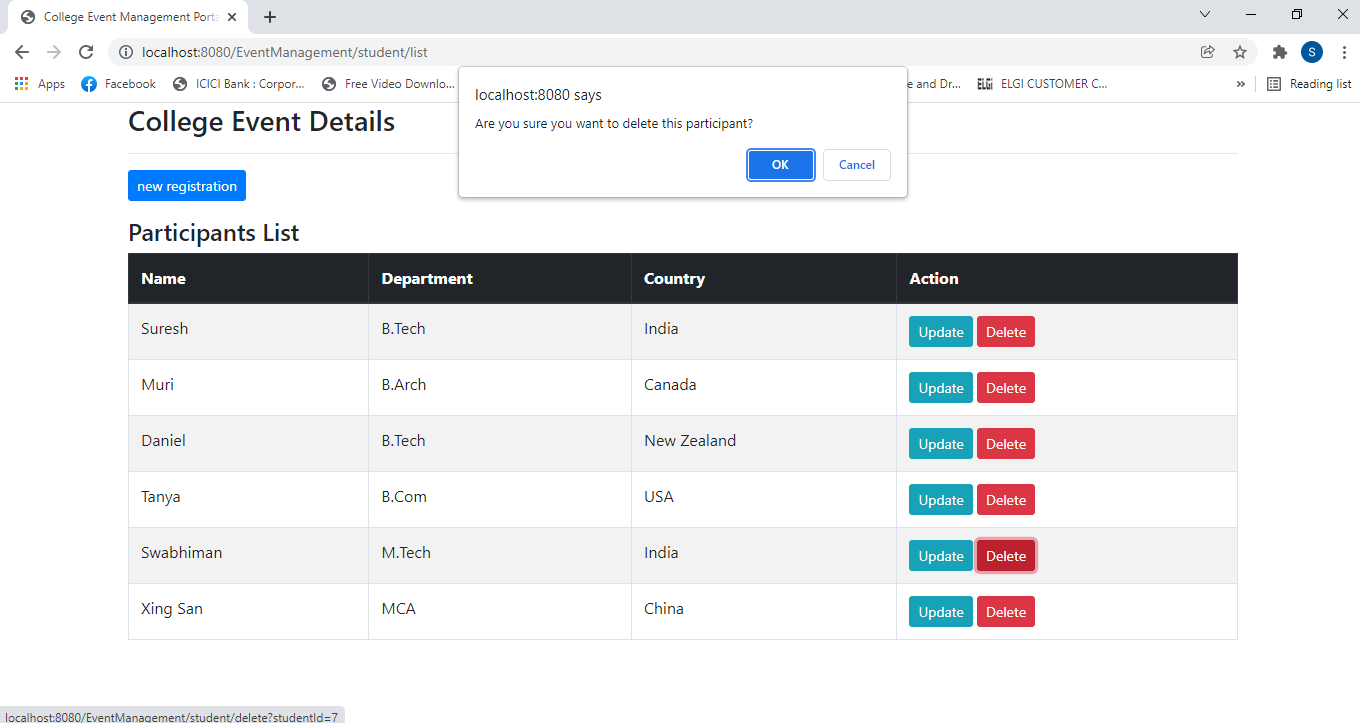 College Event Management Porta
localhost:8080/EventManagement/student/list
S
Apps Facebook ICICI Bank : Corpor... Free Video Downlo... e and Dr... ELGi ELGI CUSTOMER C... » Reading list
localhost:8080 says
Are you sure you want to delete this participant?
OK Cancel
College Event Details
new registration
Participants List
Name Department Country Action
Suresh B.Tech India Update Delete
Muri B.Arch Canada Update Delete
Daniel B.Tech New Zealand Update Delete
Tanya B.Com USA Update Delete
Swabhiman M.Tech India Update Delete
Xing San MCA China Update Delete
localhost:8080/EventManagement/student/delete?studentId=7